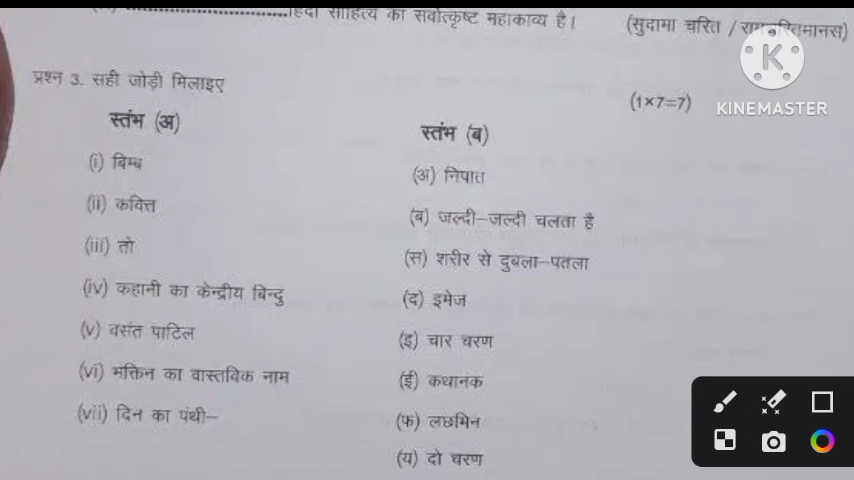 हिंदी साहित्य का सर्वोत्कृष्ट महाकाव्य है। (सुदामा चरित / रामचरितमानस)
प्रश्न 3. सही जोड़ी मिलाइए (1×7=7)
KINEMASTER
स्तंभ (अ) स्तंभ (ब)
(i) बिम्ब (अ) निपात
(ii) कवित्त (ब) जल्दी-जल्दी चलता है
(iii) तो (स) शरीर से दुबला-पतला
(iv) कहानी का केन्द्रीय बिन्दु (द) इमेज
(v) वसंत पाटिल (इ) चार चरण
(vi) भक्तिन का वास्तविक नाम (ई) कथानक
(vii) दिन का पंथी- (फ) लछमिन
(य) दो चरण